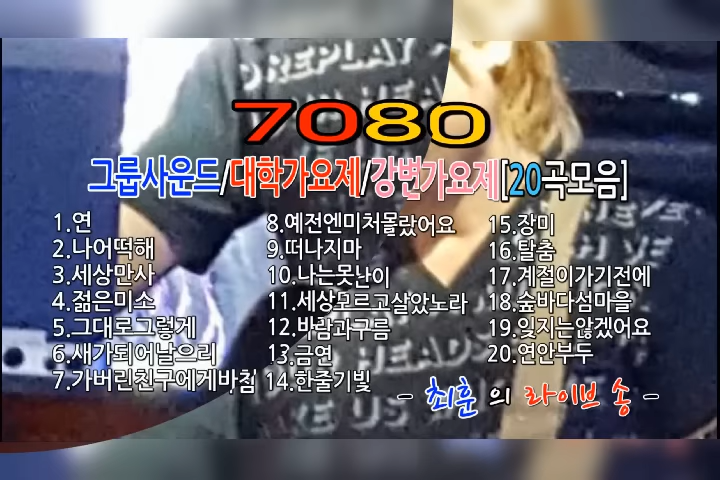 7080
그룹사운드/대학가요제/강변가요제[20곡모음]
1.연
2.나어떡해
3.세상만사
4.젊은미소
5.그대로그렇게
6.새가되어날으리
7.가버린친구에게바침
8.예전엔미처몰랐어요
9.떠나지마
10.나는못난이
11.세상모르고살았노라
12.바람과구름
13.금연
14.한줄기빛
15.장미
16.탈춤
17.계절이가기전에
18.숲바다섬마을
19.잊지는않겠어요
20.연안부두
- 최훈 의 라이브 송 -